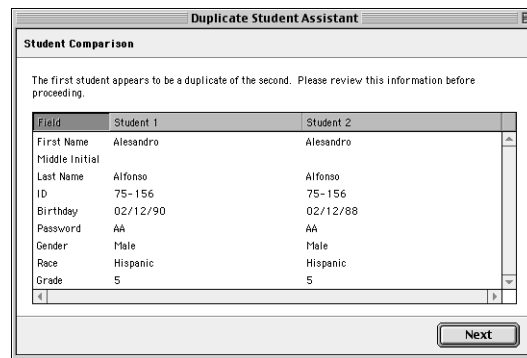 Duplicate Student Assistant
Student Comparison
The first student appears to be a duplicate of the second. Please review this information before
proceeding.
Field Student 1 Student 2
First Name Alesandro Alesandro
Middle Initial
Last Name Alfonso Alfonso
ID 75-156 75-156
Birthday 02/12/90 02/12/88
Password AA AA
Gender Male Male
Race Hispanic Hispanic
Grade 5 5
Next